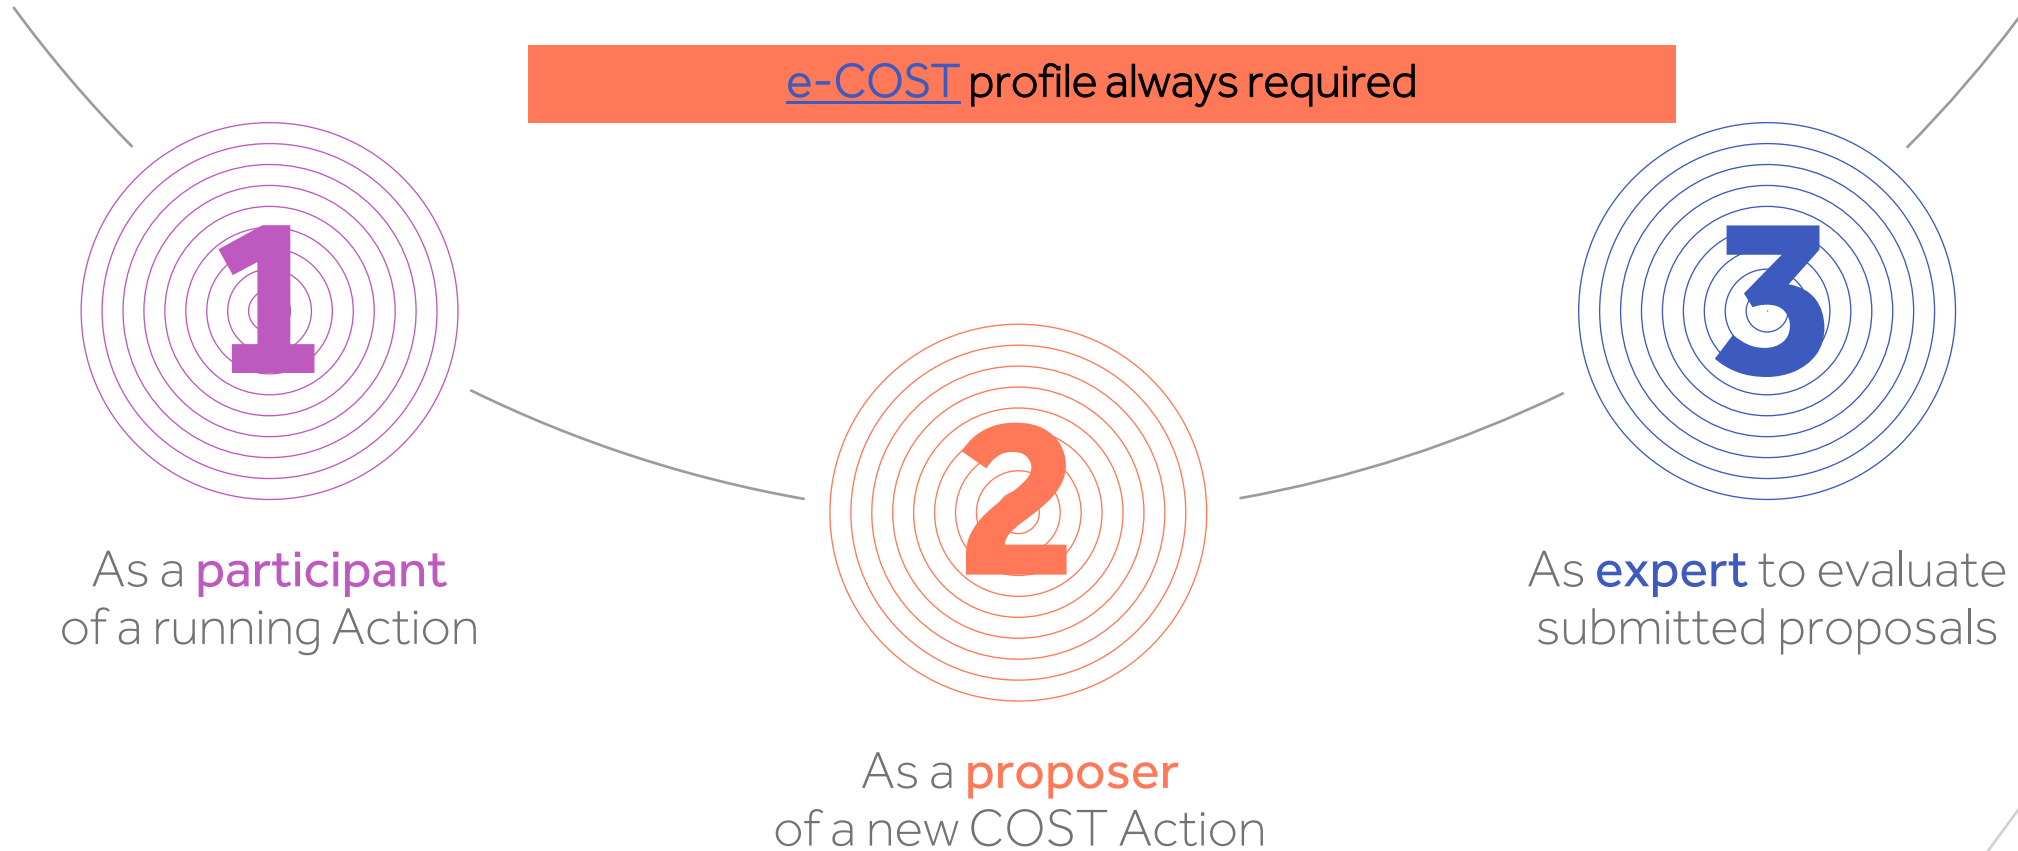 e-COST profile always required
1
As a participant
of a running Action
2
As a proposer
of a new COST Action
3
As expert to evaluate
submitted proposals